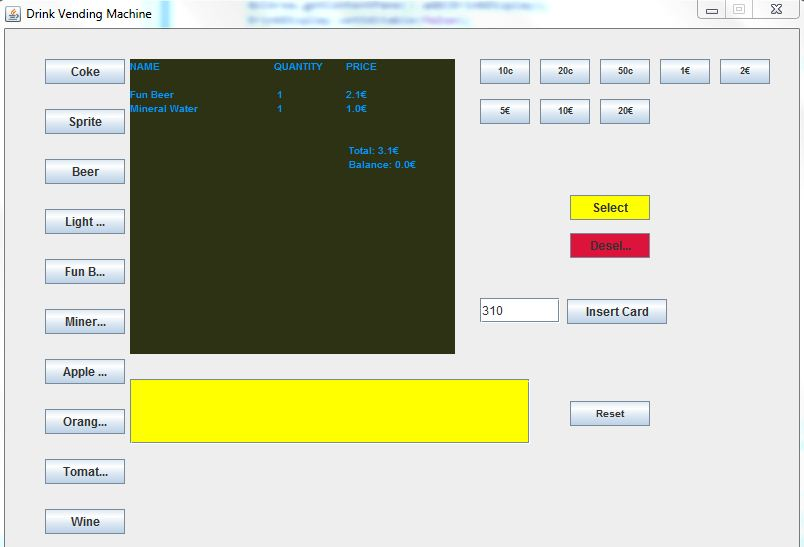 Drink Vending Machine
Coke
Sprite
Beer
Light ...
Fun B...
Miner...
Apple ...
Orang...
Tomat...
Wine
NAME QUANTITY PRICE
Fun Beer 1 2.1€
Mineral Water 1 1.0€
Total: 3.1€
Balance: 0.0€
10c 20c 50c 1€ 2€
5€ 10€ 20€
Select
Desel...
310 Insert Card
Reset